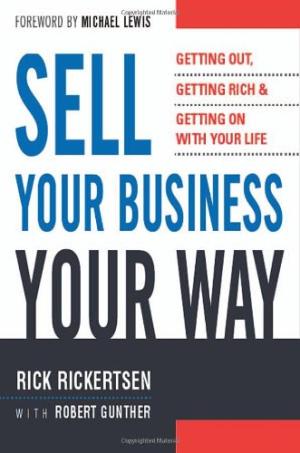 FOREWORD BY MICHAEL LEWIS
SELL
GETTING OUT,
GETTING RICH &
GETTING ON
WITH YOUR LIFE
YOUR BUSINESS
YOUR WAY
RICK RICKERTSEN
WITH ROBERT GUNTHER